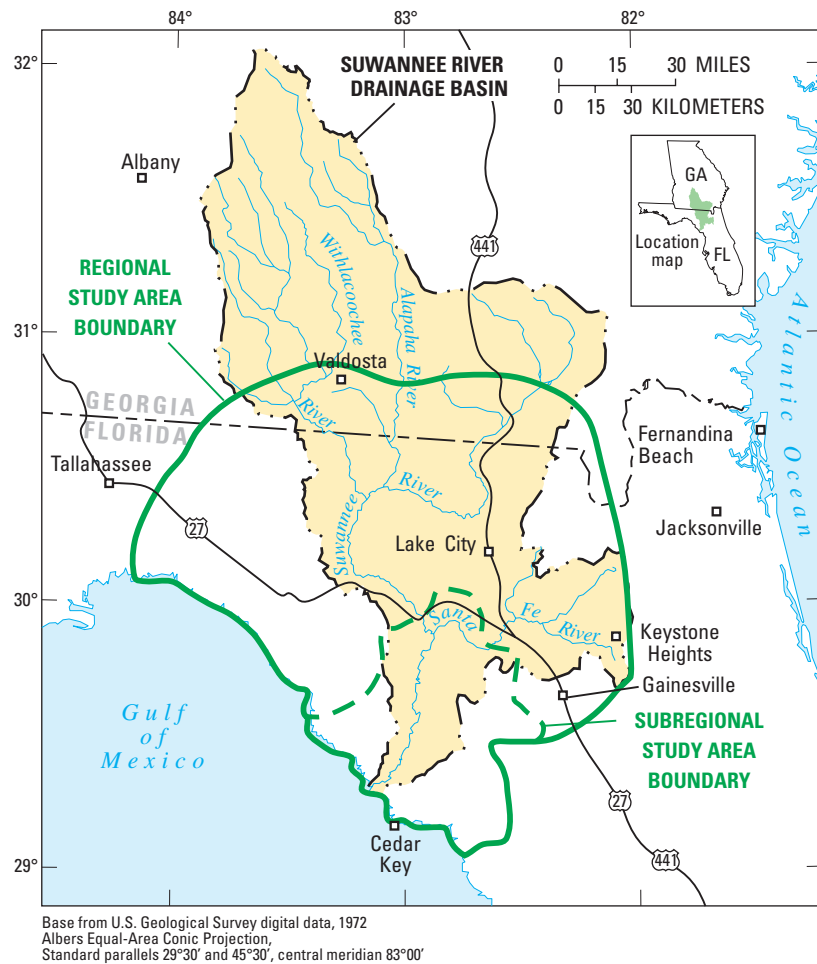 84°
83°
82°
32°
SUWANNEE RIVER
DRAINAGE BASIN
0 15 30 MILES
0 15 30 KILOMETERS
Albany
GA
Location
map
FL
441
REGIONAL
STUDY AREA
BOUNDARY
Withlacoochee
Alapaha River
Atlantic Ocean
31°
Valdosta
GEORGIA
FLORIDA
River
Fernandina
Beach
Tallahassee
River
Suwannee
Jacksonville
27
Lake City
30°
Santa
Fe
River
Keystone
Heights
Gainesville
Gulf
of
Mexico
SUBREGIONAL
STUDY AREA
BOUNDARY
27
Cedar
Key
441
29°
Base from U.S. Geological Survey digital data, 1972
Albers Equal-Area Conic Projection,
Standard parallels 29°30′ and 45°30′, central meridian 83°00′